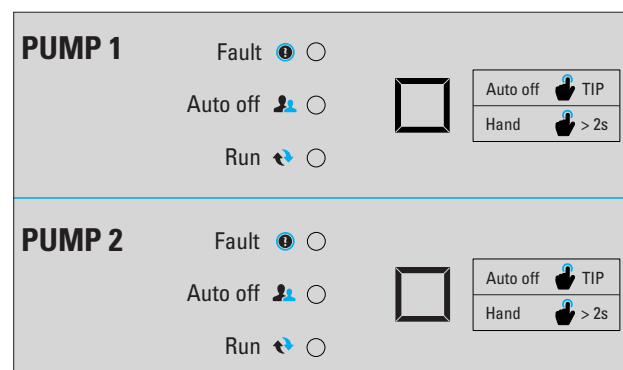 PUMP 1
Fault
Auto off
Run
Auto off TIP
Hand > 2s
PUMP 2
Fault
Auto off
Run
Auto off TIP
Hand > 2s